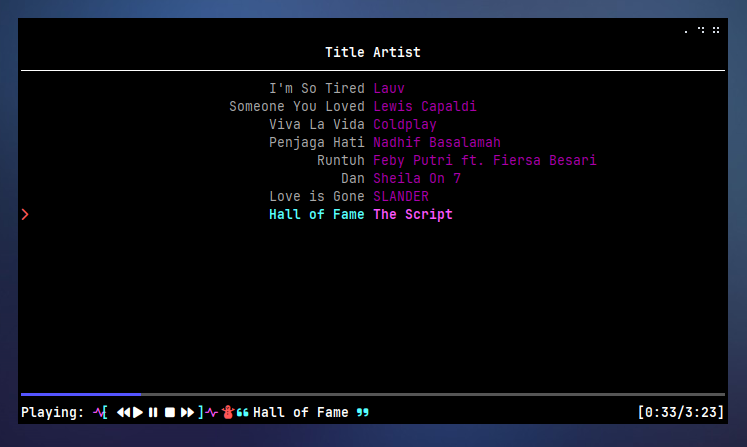 Title Artist
I'm So Tired Lauv
Someone You Loved Lewis Capaldi
Viva La Vida Coldplay
Penjaga Hati Nadhif Basalamah
Runtuh Feby Putri ft. Fiersa Besari
Dan Sheila On 7
Love is Gone SLANDER
> Hall of Fame The Script
Playing: [ ] ❝ Hall of Fame ❞ [0:33/3:23]